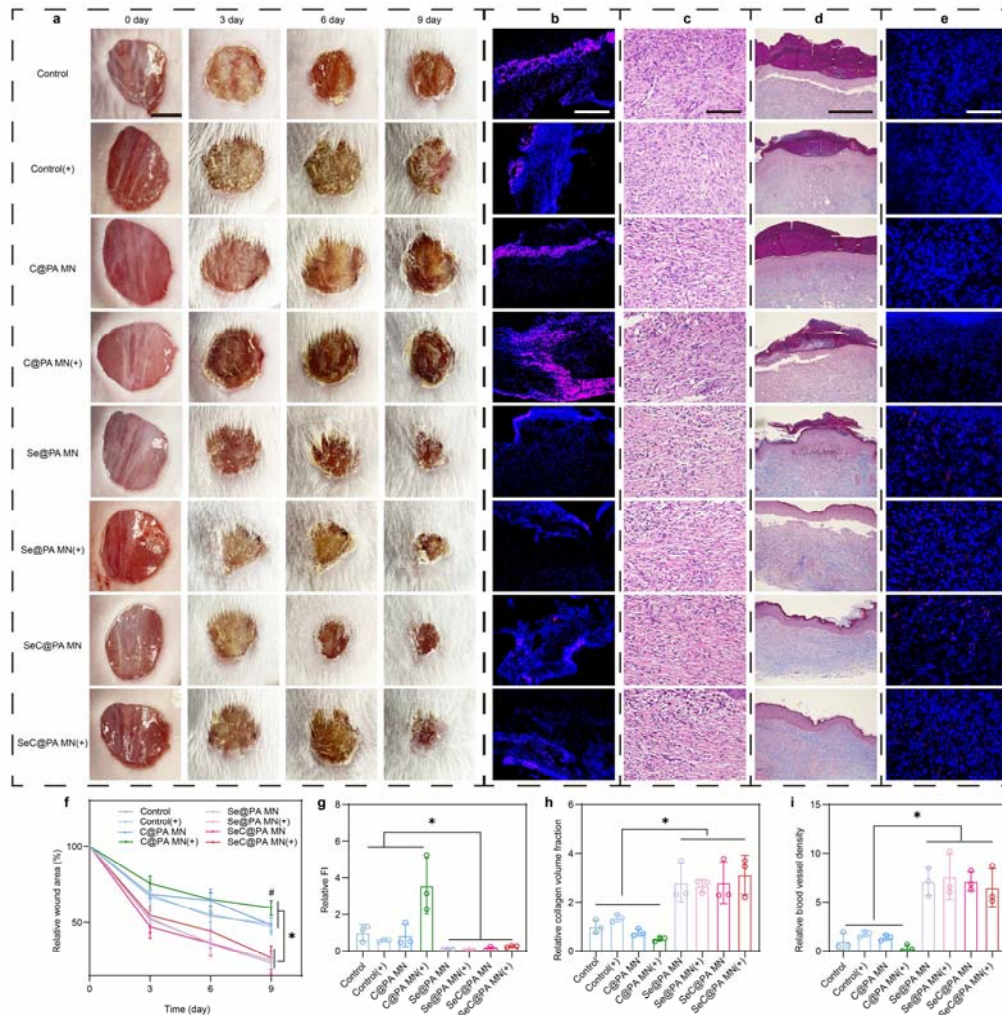 a 0 day 3 day 6 day 9 day b c d e
Control
Control(+)
C@PA MN
C@PA MN(+)
Se@PA MN
Se@PA MN(+)
SeC@PA MN
SeC@PA MN(+)
f
Relative wound area (%)
100
50
Control
Control(+)
C@PA MN
C@PA MN(+)
Se@PA MN
Se@PA MN(+)
SeC@PA MN
SeC@PA MN(+)
#
*
0 3 6 9
Time (day)
g
Relative FI
8
6
4
2
0
*
Control
Control(+)
C@PA MN
C@PA MN(+)
Se@PA MN
Se@PA MN(+)
SeC@PA MN
SeC@PA MN(+)
h
Relative collagen volume fraction
6
4
2
0
*
Control
Control(+)
C@PA MN
C@PA MN(+)
Se@PA MN
Se@PA MN(+)
SeC@PA MN
SeC@PA MN(+)
i
Relative blood vessel density
15
10
5
0
*
Control
Control(+)
C@PA MN
C@PA MN(+)
Se@PA MN
Se@PA MN(+)
SeC@PA MN
SeC@PA MN(+)